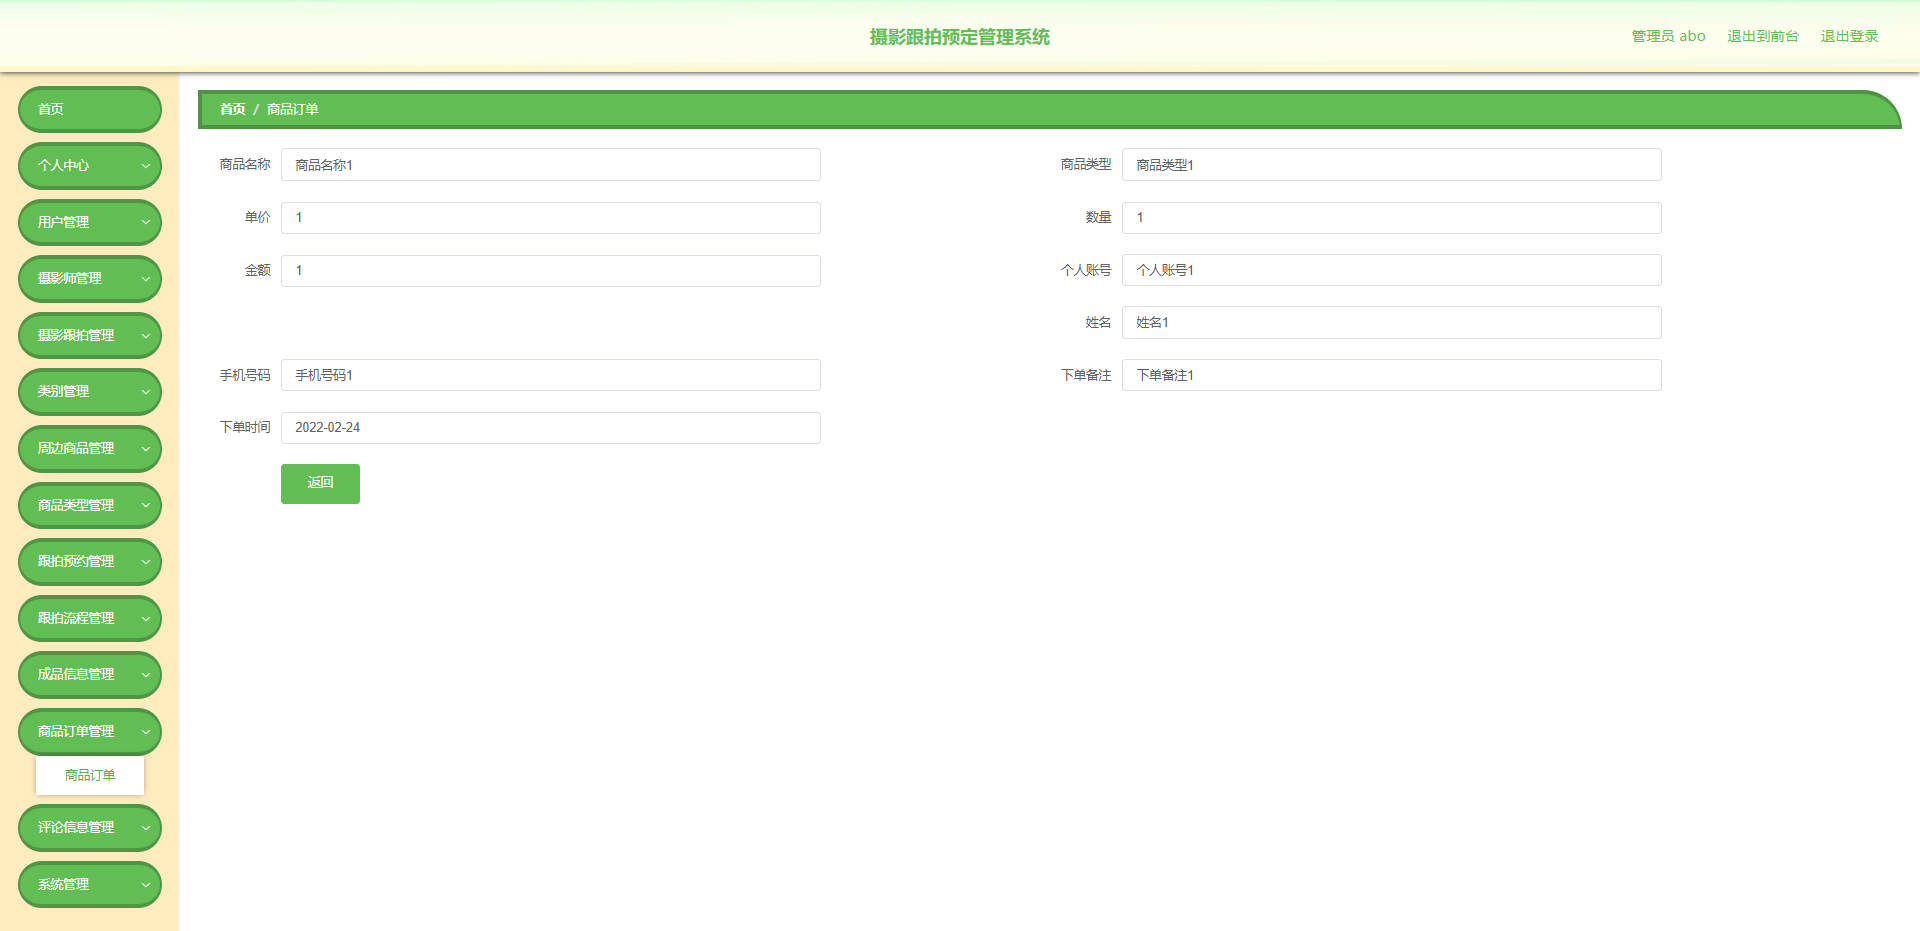 摄影跟拍预定管理系统
管理员 abo 退出到前台 退出登录
首页
个人中心
用户管理
摄影师管理
摄影跟拍管理
类别管理
周边商品管理
商品类型管理
跟拍预约管理
跟拍流程管理
成品信息管理
商品订单管理
商品订单
评论信息管理
系统管理
首页 / 商品订单
商品名称 商品名称1 商品类型 商品类型1
单价 1 数量 1
金额 1 个人账号 个人账号1
姓名 姓名1
手机号码 手机号码1 下单备注 下单备注1
下单时间 2022-02-24
返回